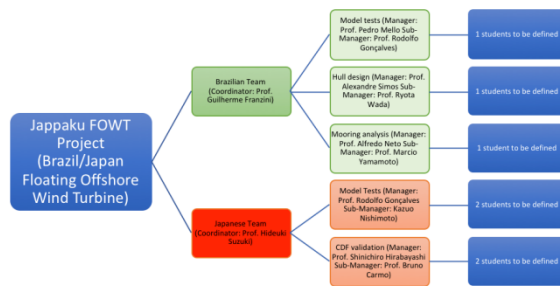 Jappaku FOWT
Project
(Brazil/Japan
Floating Offshore
Wind Turbine)
Brazilian Team
(Coordinator: Prof.
Guilherme Franzini)
Model tests (Manager:
Prof. Pedro Mello Sub-
Manager: Prof. Rodolfo
Gonçalves)
1 students to be defined
Hull design (Manager: Prof.
Alexandre Simos Sub-
Manager: Prof. Ryota
Wada)
1 students to be defined
Mooring analysis (Manager:
Prof. Alfredo Neto Sub-
Manager: Prof. Marcio
Yamamoto)
1 student to be defined
Japanese Team
(Coordinator: Prof. Hideuki
Suzuki)
Model Tests (Manager:
Prof. Rodolfo Gonçalves
Sub-Manager: Kazuo
Nishimoto)
2 students to be defined
CDF validation (Manager:
Prof. Shinichiro Hirabayashi
Sub-Manager: Prof. Bruno
Carmo)
2 students to be defined